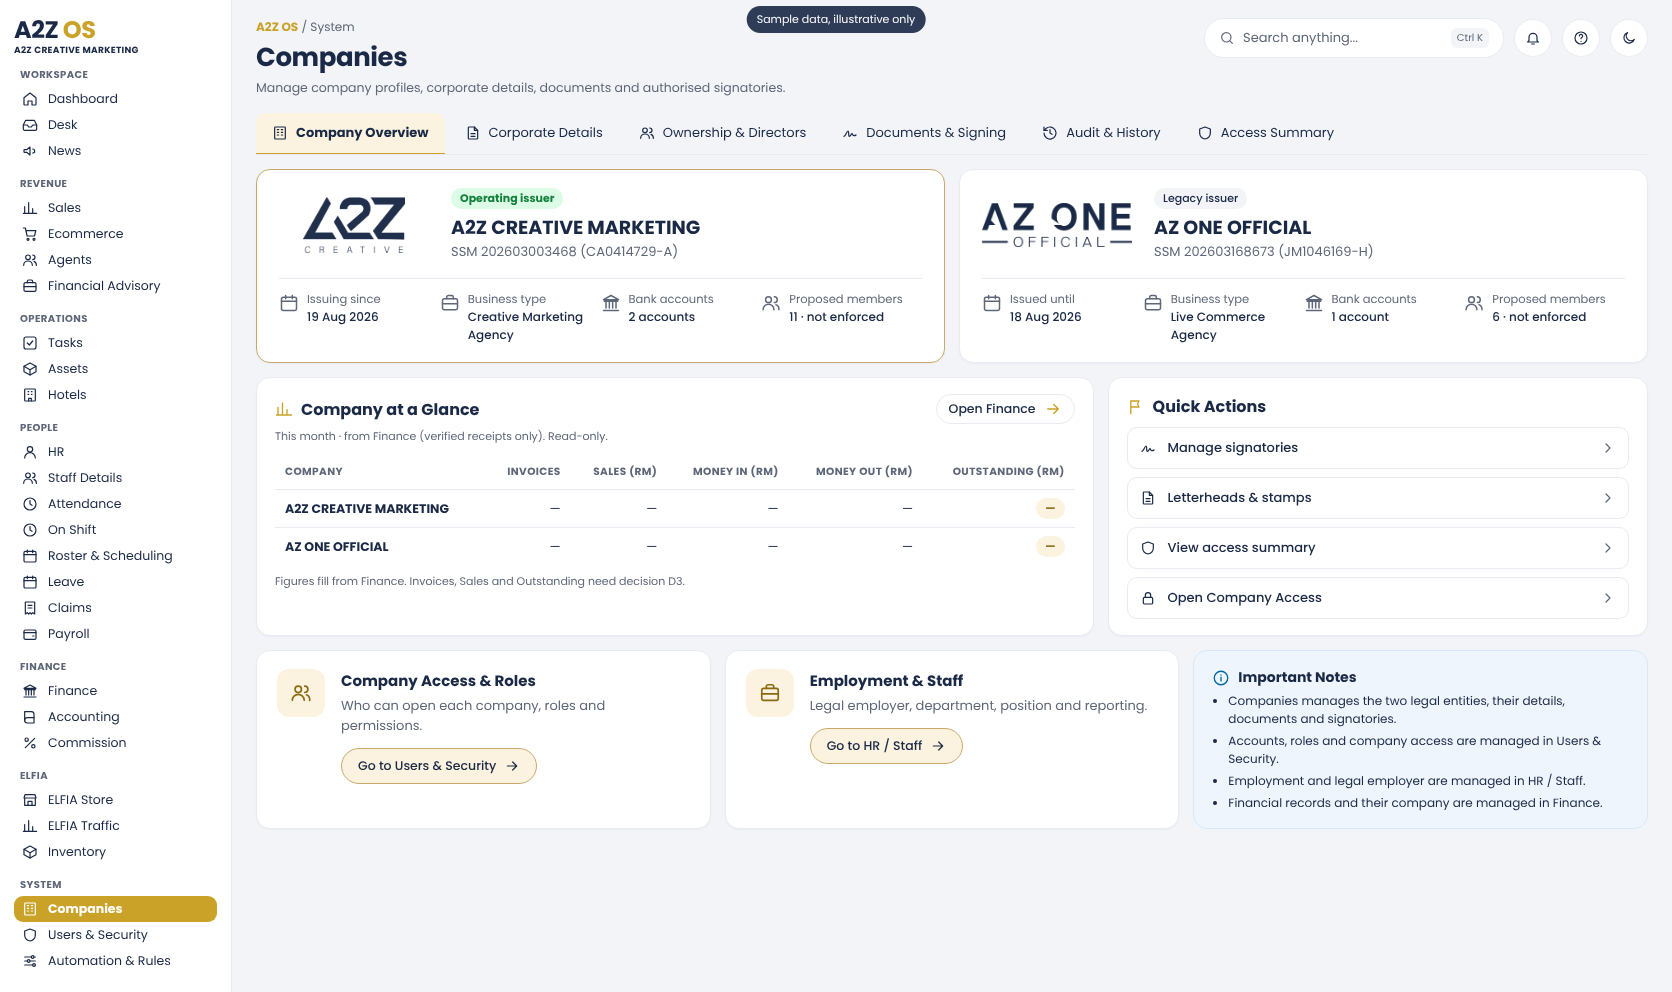 A2Z OS
A2Z CREATIVE MARKETING
WORKSPACE
Dashboard
Desk
News
REVENUE
Sales
Ecommerce
Agents
Financial Advisory
OPERATIONS
Tasks
Assets
Hotels
PEOPLE
HR
Staff Details
Attendance
On Shift
Roster & Scheduling
Leave
Claims
Payroll
FINANCE
Finance
Accounting
Commission
ELFIA
ELFIA Store
ELFIA Traffic
Inventory
SYSTEM
Companies
Users & Security
Automation & Rules
A2Z OS / System
Sample data, illustrative only
Search anything...
Ctrl K
Companies
Manage company profiles, corporate details, documents and authorised signatories.
Company Overview
Corporate Details
Ownership & Directors
Documents & Signing
Audit & History
Access Summary
A2Z
CREATIVE
Operating issuer
A2Z CREATIVE MARKETING
SSM 202603003468 (CA0414729-A)
Issuing since
19 Aug 2026
Business type
Creative Marketing
Agency
Bank accounts
2 accounts
Proposed members
11 · not enforced
AZ ONE
OFFICIAL
Legacy issuer
AZ ONE OFFICIAL
SSM 202603168673 (JM1046169-H)
Issued until
18 Aug 2026
Business type
Live Commerce
Agency
Bank accounts
1 account
Proposed members
6 · not enforced
Company at a Glance
Open Finance
This month · from Finance (verified receipts only). Read-only.
COMPANY INVOICES SALES (RM) MONEY IN (RM) MONEY OUT (RM) OUTSTANDING (RM)
A2Z CREATIVE MARKETING — — — — —
AZ ONE OFFICIAL — — — — —
Figures fill from Finance. Invoices, Sales and Outstanding need decision D3.
Quick Actions
Manage signatories
Letterheads & stamps
View access summary
Open Company Access
Company Access & Roles
Who can open each company, roles and
permissions.
Go to Users & Security
Employment & Staff
Legal employer, department, position and reporting.
Go to HR / Staff
Important Notes
• Companies manages the two legal entities, their details,
documents and signatories.
• Accounts, roles and company access are managed in Users &
Security.
• Employment and legal employer are managed in HR / Staff.
• Financial records and their company are managed in Finance.